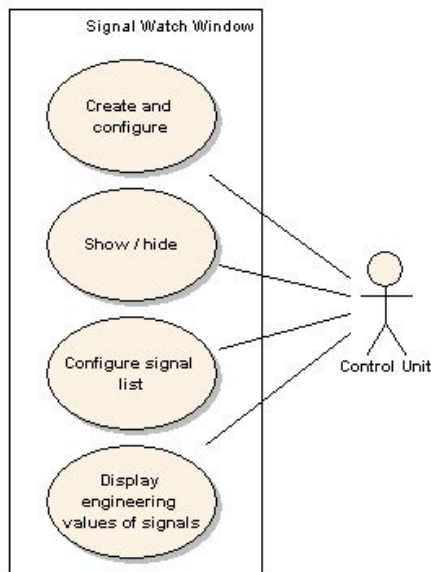 Signal Watch Window
Create and
configure
Show / hide
Configure signal
list
Display
engineering
values of signals
Control Unit